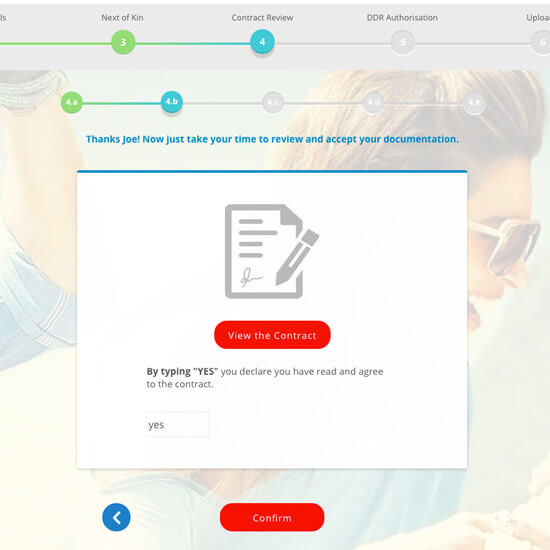 ls Next of Kin Contract Review DDR Authorisation Uploa
3 4 5 6
4.a 4.b 4.c 4.d 4.e
Thanks Joe! Now just take your time to review and accept your documentation.
View the Contract
By typing "YES" you declare you have read and agree
to the contract.
yes
Confirm